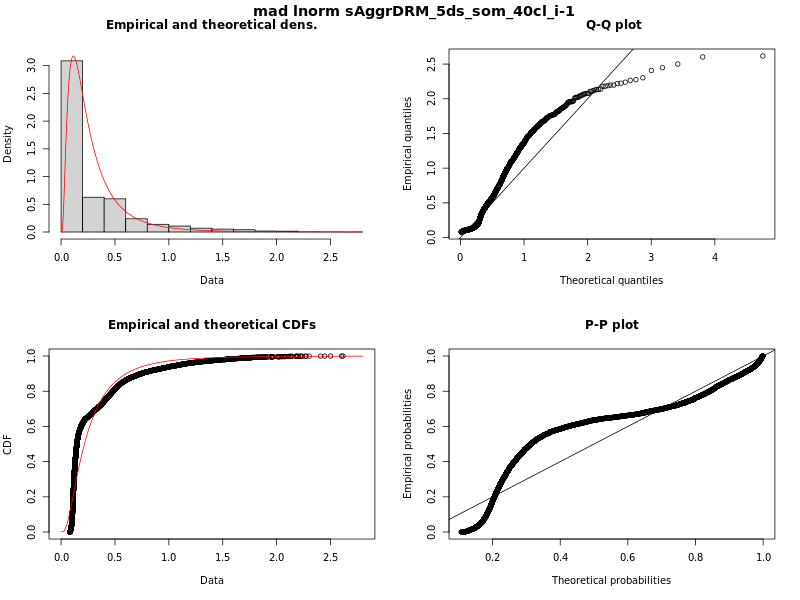 mad lnorm sAggrDRM_5ds_som_40cl_i-1
Empirical and theoretical dens.
Density
0.0 0.5 1.0 1.5 2.0 2.5 3.0
0.0 0.5 1.0 1.5 2.0 2.5
Data
Q-Q plot
Empirical quantiles
0.0 0.5 1.0 1.5 2.0 2.5
0 1 2 3 4
Theoretical quantiles
Empirical and theoretical CDFs
CDF
0.0 0.2 0.4 0.6 0.8 1.0
0.0 0.5 1.0 1.5 2.0 2.5
Data
P-P plot
Empirical probabilities
0.0 0.2 0.4 0.6 0.8 1.0
0.2 0.4 0.6 0.8 1.0
Theoretical probabilities